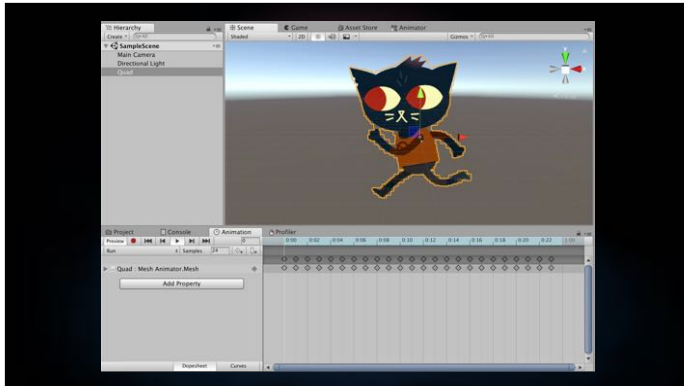 Hierarchy
Scene
Game
Asset Store
Animator
Create
Shaded
2D
Gizmos
SampleScene
Main Camera
Directional Light
Quad
Project
Console
Animation
Profiler
Preview
0
0:00 0:02 0:04 0:06 0:08 0:10 0:12 0:14 0:16 0:18 0:20 0:22 1:00
Run
Samples 24
Quad : Mesh Animator.Mesh
Add Property
Dopesheet
Curves